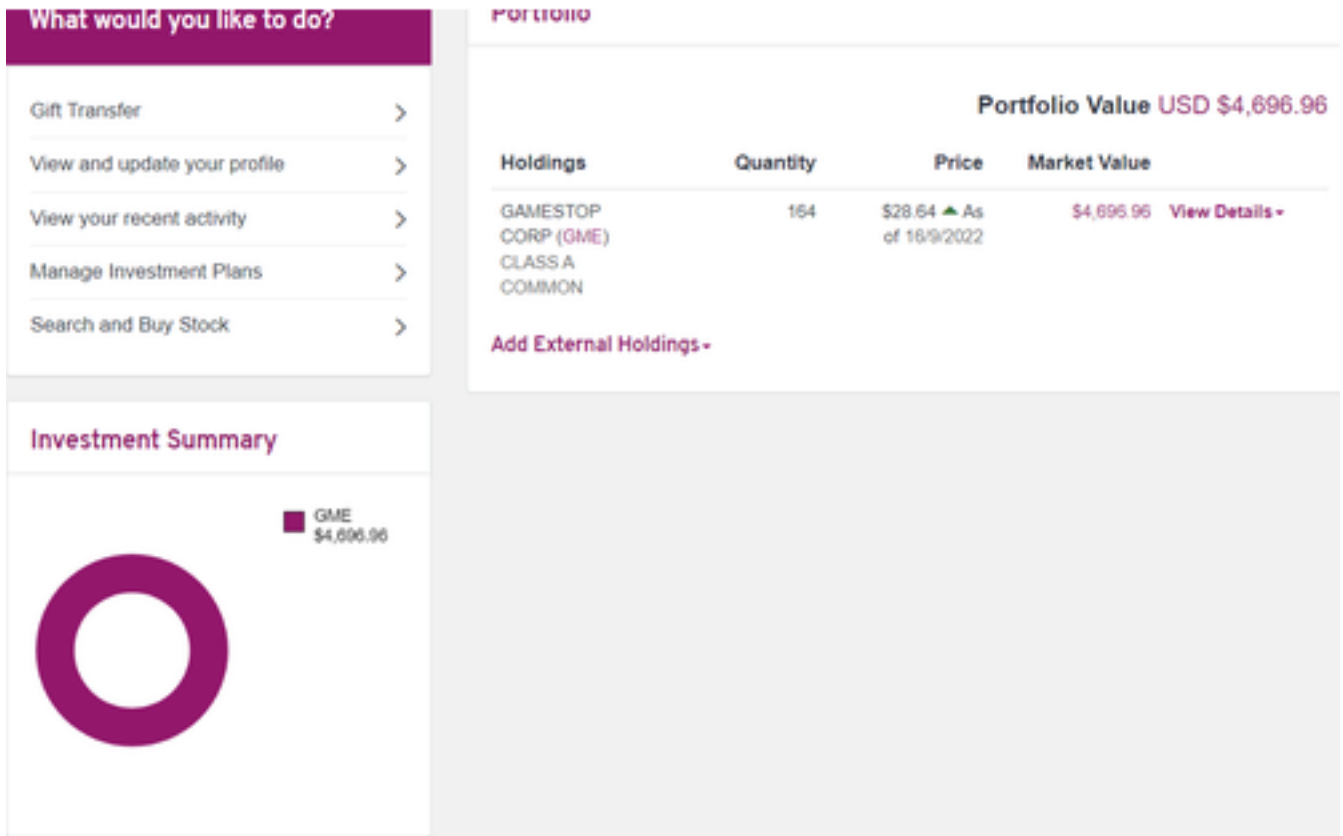 What would you like to do?
Gift Transfer
View and update your profile
View your recent activity
Manage Investment Plans
Search and Buy Stock
Portfolio
Portfolio Value USD $4,696.96
Holdings Quantity Price Market Value
GAMESTOP 164 $28.64 ▲ As $4,696.96 View Details
CORP (GME) of 16/9/2022
CLASS A
COMMON
Add External Holdings
Investment Summary
GME
$4,696.96